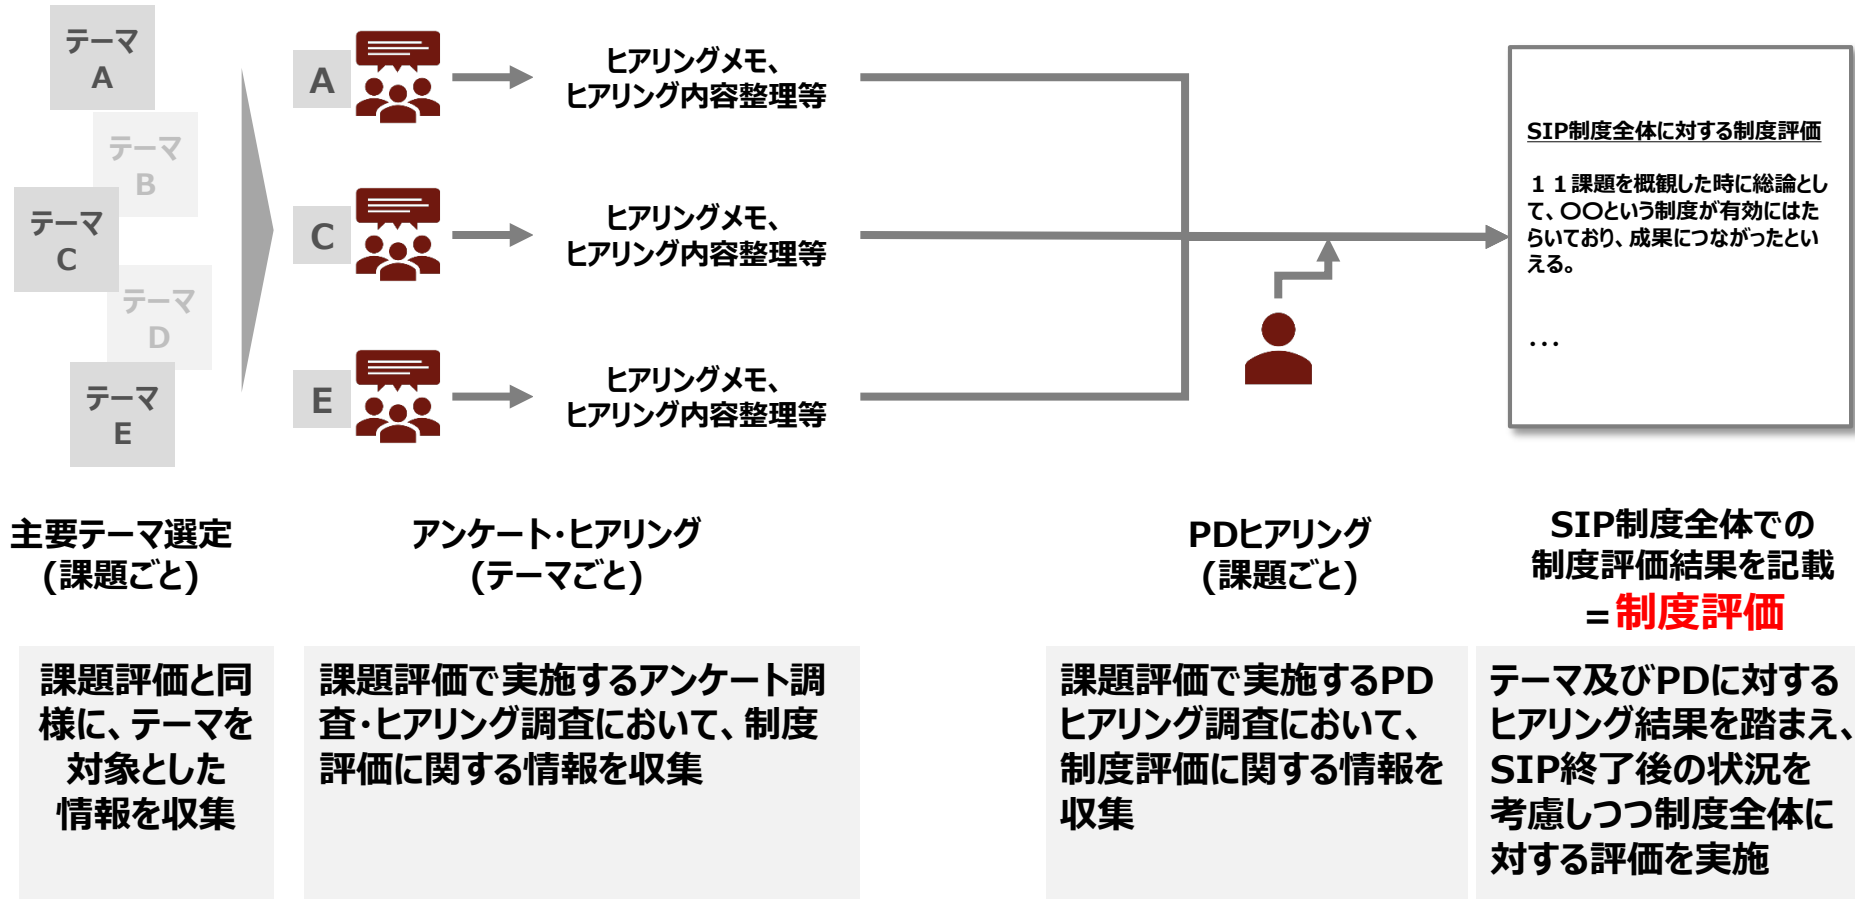 テーマ
A
テーマ
B
テーマ
C
テーマ
D
テーマ
E
A
ヒアリングメモ、
ヒアリング内容整理等
C
ヒアリングメモ、
ヒアリング内容整理等
E
ヒアリングメモ、
ヒアリング内容整理等
SIP制度全体に対する制度評価
１１課題を概観した時に総論とし
て、〇〇という制度が有効にはた
らいており、成果につながったとい
える。
…
主要テーマ選定
(課題ごと)
アンケート・ヒアリング
(テーマごと)
PDヒアリング
(課題ごと)
SIP制度全体での
制度評価結果を記載
=制度評価
課題評価と同
様に、テーマを
対象とした
情報を収集
課題評価で実施するアンケート調
査・ヒアリング調査において、制度
評価に関する情報を収集
課題評価で実施するPD
ヒアリング調査において、
制度評価に関する情報を
収集
テーマ及びPDに対する
ヒアリング結果を踏まえ、
SIP終了後の状況を
考慮しつつ制度全体に
対する評価を実施